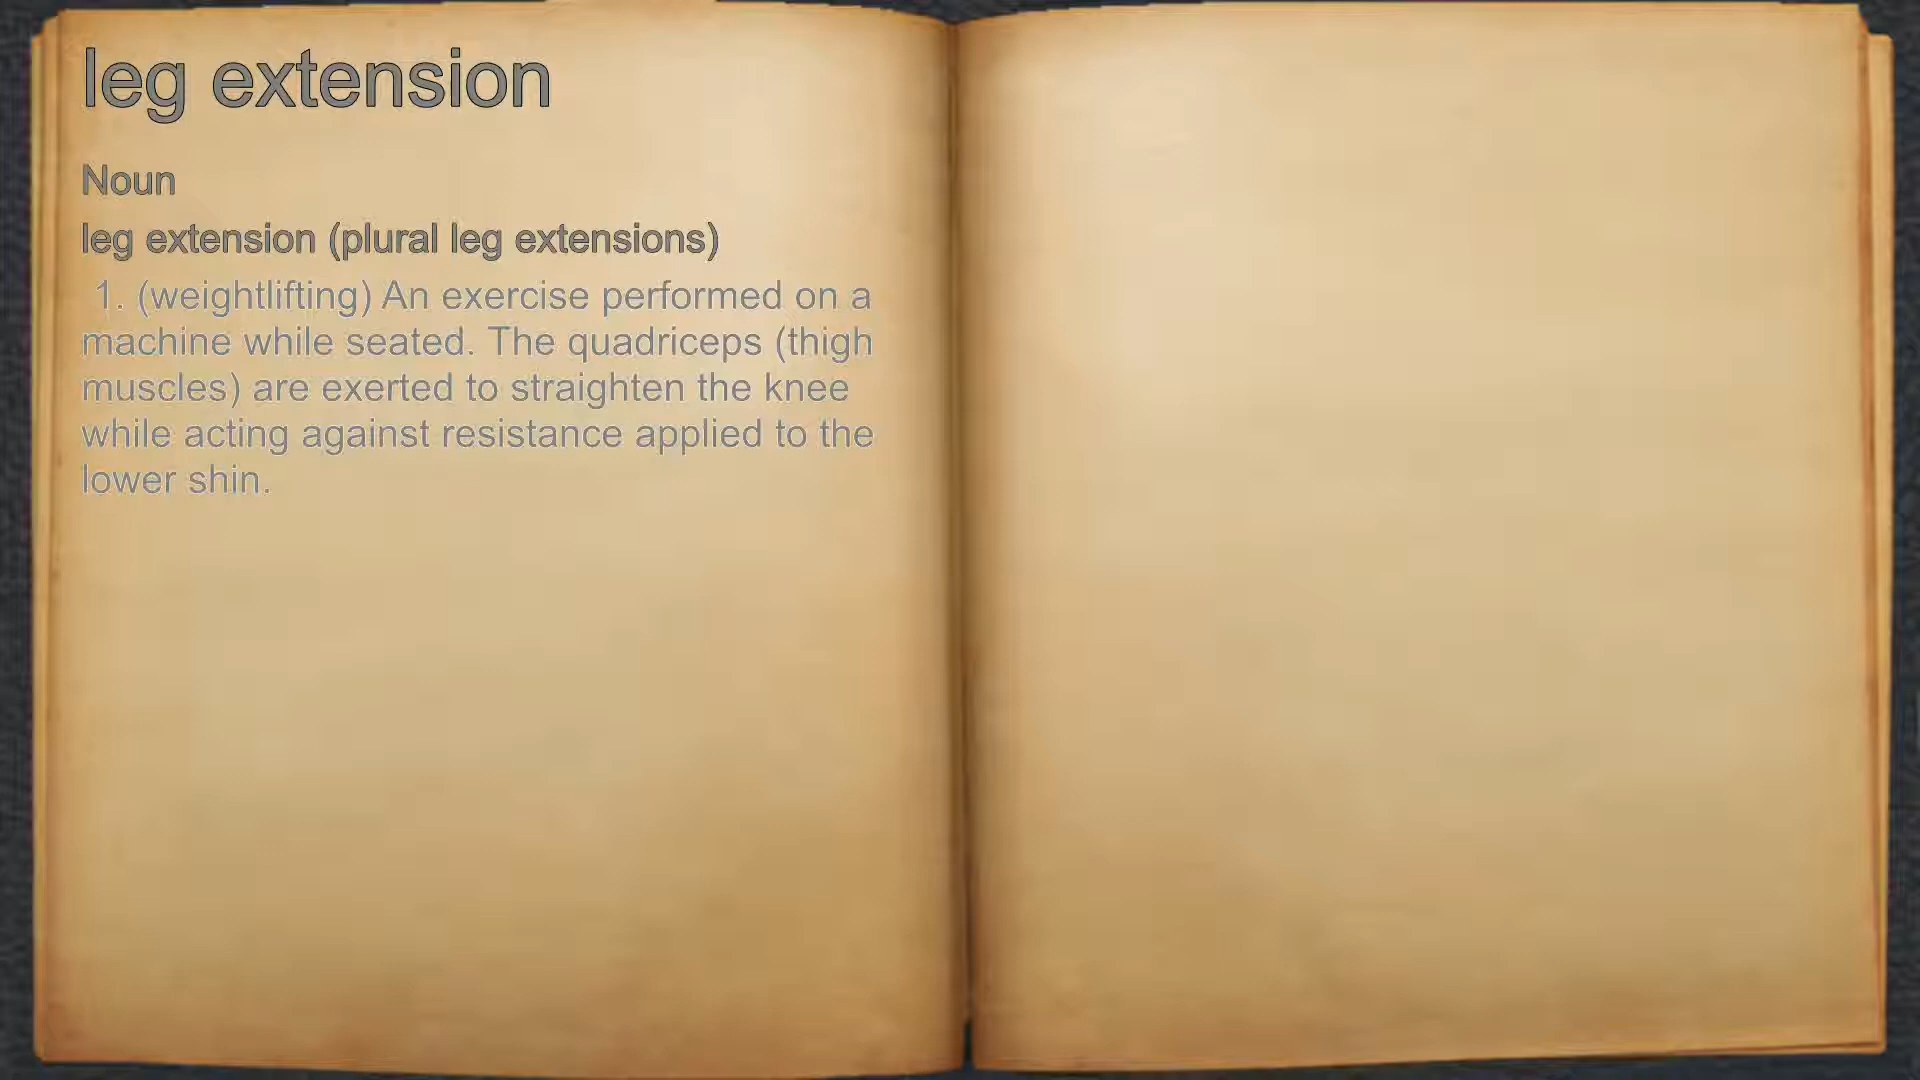 leg extension
Noun
leg extension (plural leg extensions)
1. (weightlifting) An exercise performed on a
machine while seated. The quadriceps (thigh
muscles) are exerted to straighten the knee
while acting against resistance applied to the
lower shin.